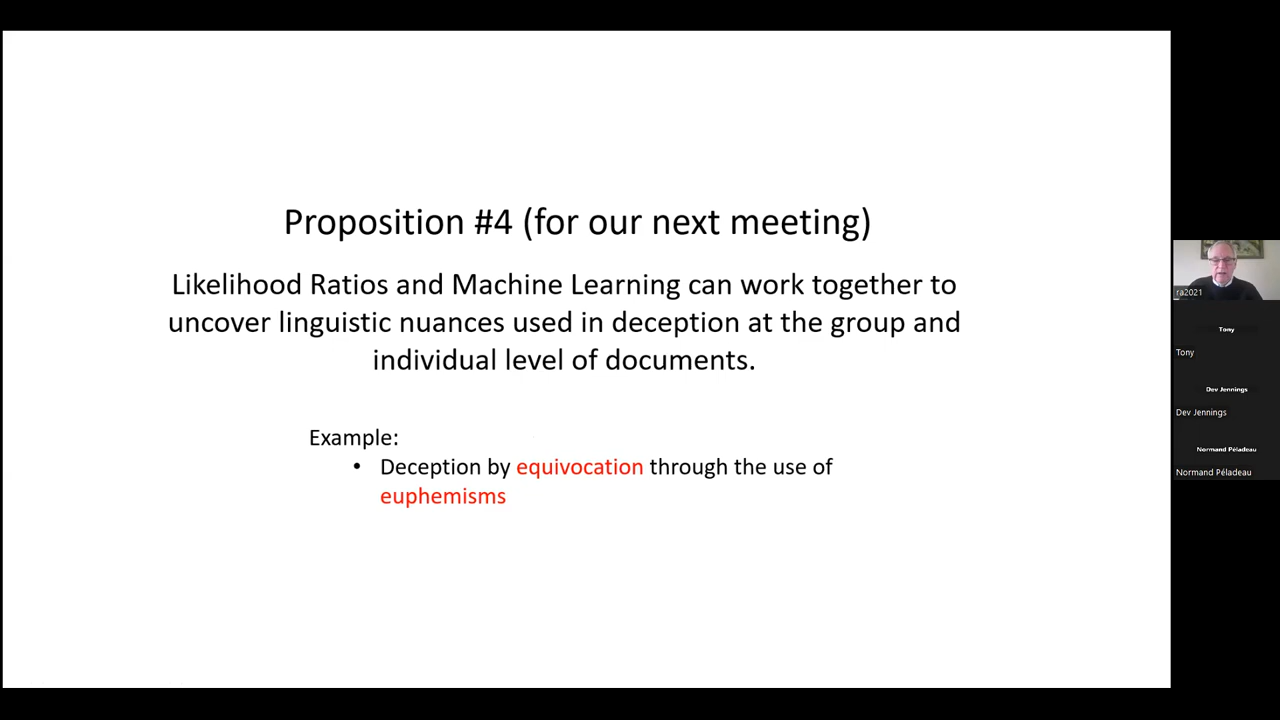 Proposition #4 (for our next meeting)
Likelihood Ratios and Machine Learning can work together to
uncover linguistic nuances used in deception at the group and
individual level of documents.
Example:
• Deception by equivocation through the use of
euphemisms
ra2021
Tony
Tony
Dev Jennings
Dev Jennings
Normand Péladeau
Normand Péladeau